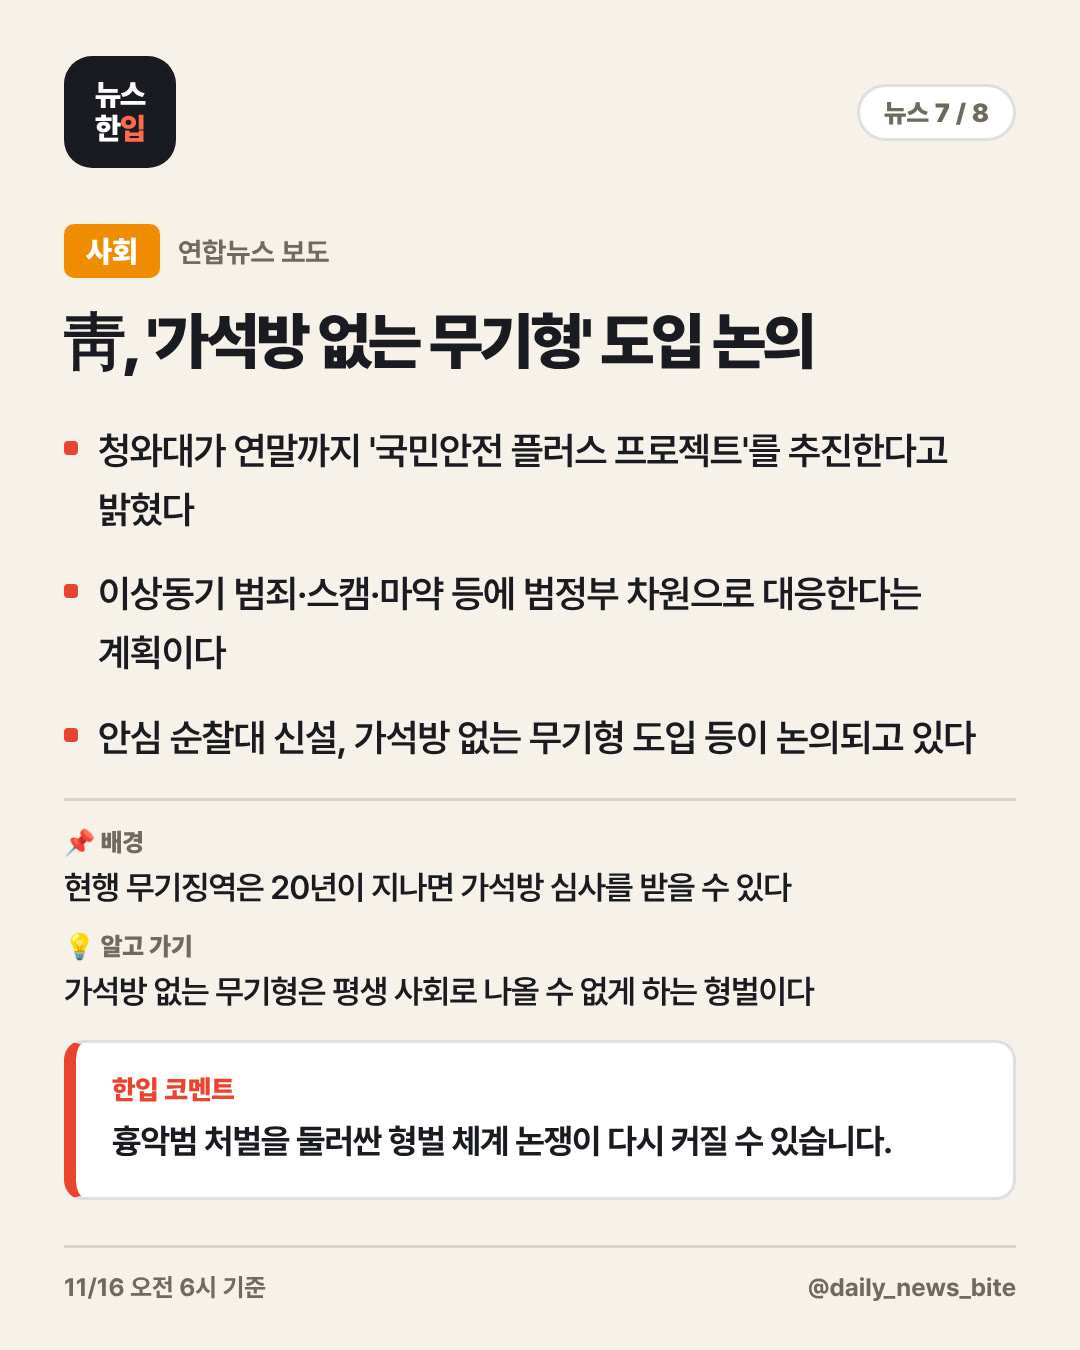 뉴스
한입
뉴스 7 / 8
사회 연합뉴스 보도
靑, '가석방 없는 무기형' 도입 논의
청와대가 연말까지 '국민안전 플러스 프로젝트'를 추진한다고
밝혔다
이상동기 범죄·스캠·마약 등에 범정부 차원으로 대응한다는
계획이다
안심 순찰대 신설, 가석방 없는 무기형 도입 등이 논의되고 있다
📌 배경
현행 무기징역은 20년이 지나면 가석방 심사를 받을 수 있다
💡 알고 가기
가석방 없는 무기형은 평생 사회로 나올 수 없게 하는 형벌이다
한입 코멘트
흉악범 처벌을 둘러싼 형벌 체계 논쟁이 다시 커질 수 있습니다.
11/16 오전 6시 기준
@daily_news_bite